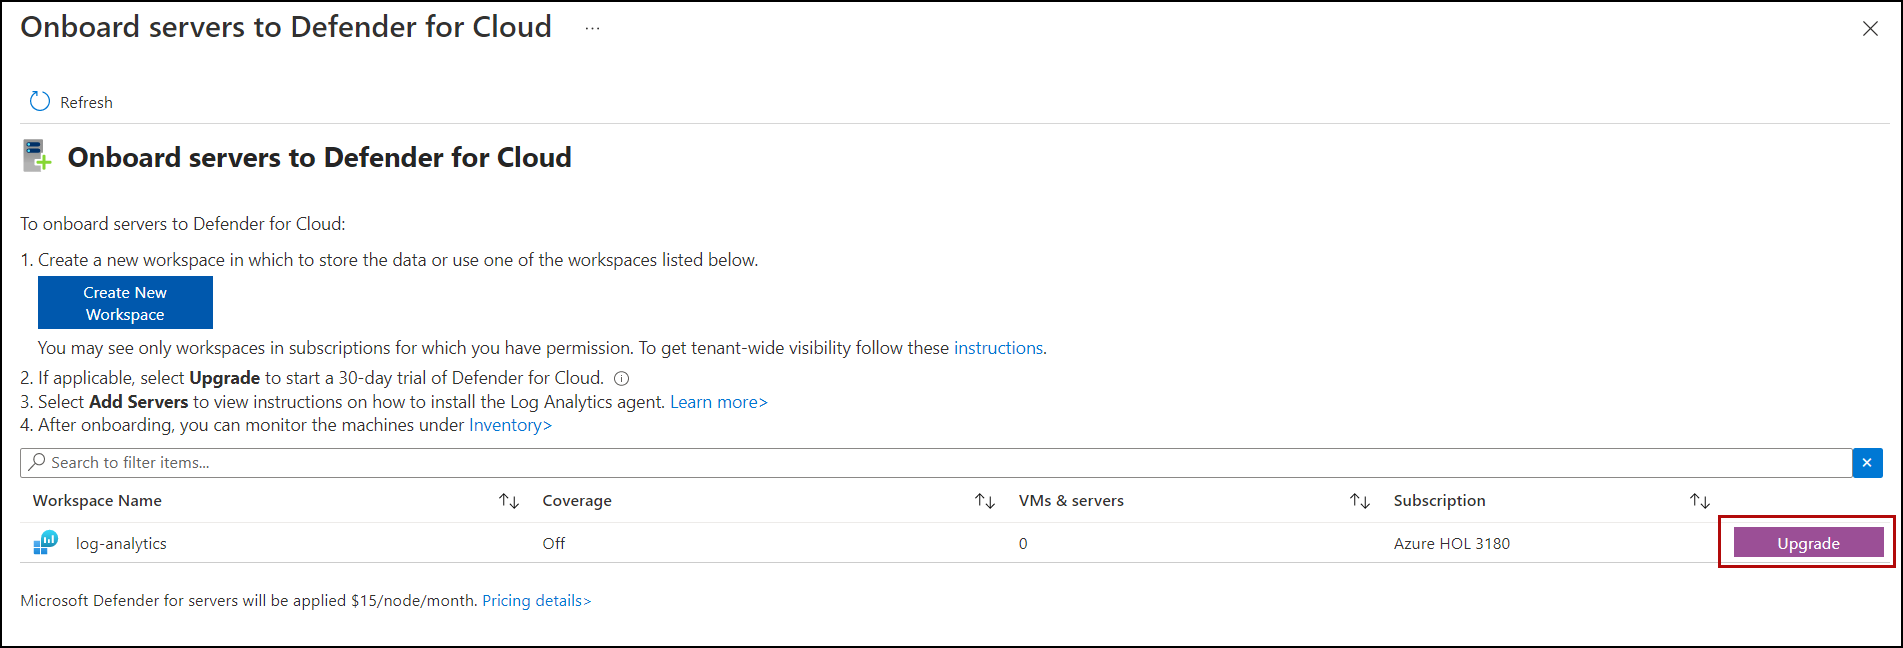 Onboard servers to Defender for Cloud ...
Refresh
Onboard servers to Defender for Cloud
To onboard servers to Defender for Cloud:
1. Create a new workspace in which to store the data or use one of the workspaces listed below.
Create New
Workspace
You may see only workspaces in subscriptions for which you have permission. To get tenant-wide visibility follow these instructions.
2. If applicable, select Upgrade to start a 30-day trial of Defender for Cloud.
3. Select Add Servers to view instructions on how to install the Log Analytics agent. Learn more>
4. After onboarding, you can monitor the machines under Inventory>
Search to filter items...
Workspace Name Coverage VMs & servers Subscription
log-analytics Off 0 Azure HOL 3180 Upgrade
Microsoft Defender for servers will be applied $15/node/month. Pricing details>